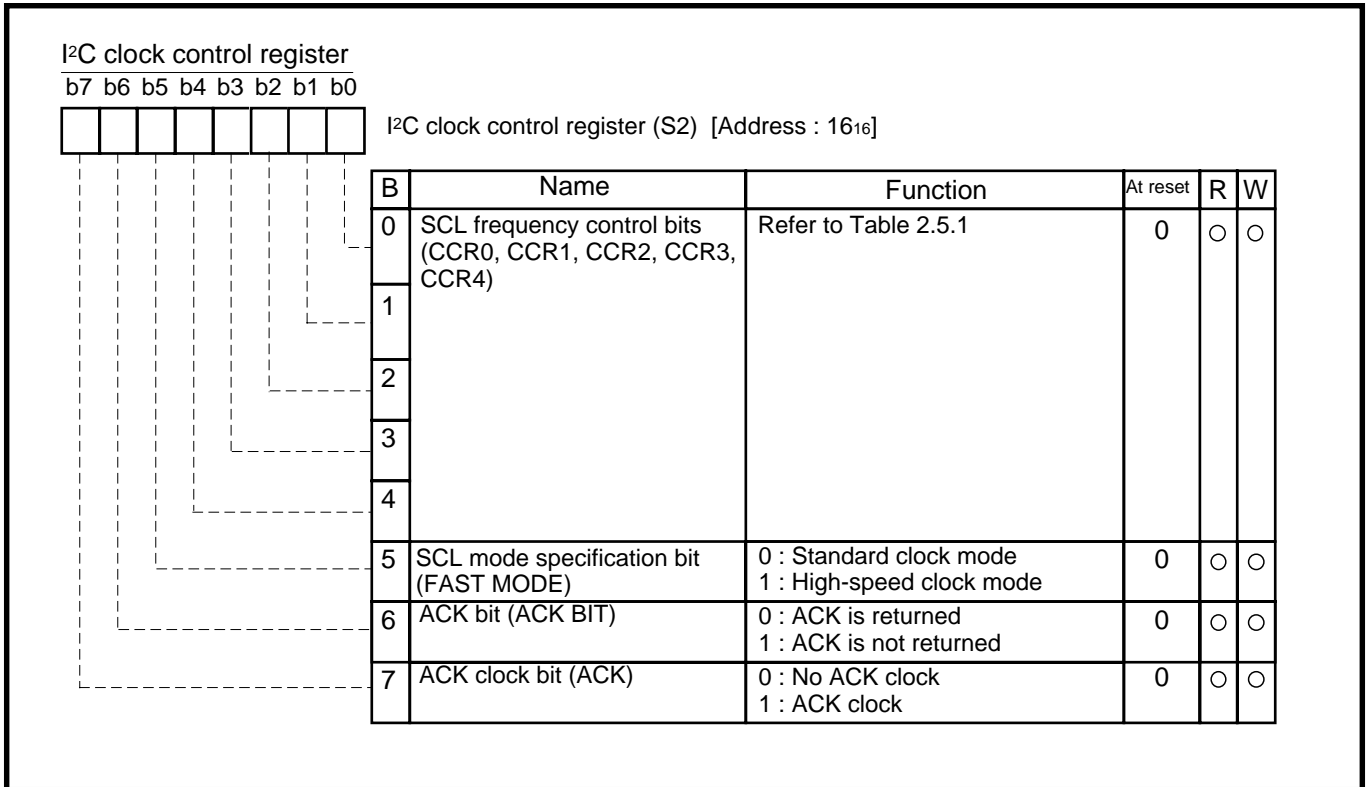 I²C clock control register
b7 b6 b5 b4 b3 b2 b1 b0
I²C clock control register (S2) [Address : 16₁₆]
B Name Function At reset R W
0 SCL frequency control bits Refer to Table 2.5.1 0 ○ ○
(CCR0, CCR1, CCR2, CCR3,
CCR4)
1
2
3
4
5 SCL mode specification bit 0 : Standard clock mode 0 ○ ○
(FAST MODE) 1 : High-speed clock mode
6 ACK bit (ACK BIT) 0 : ACK is returned 0 ○ ○
1 : ACK is not returned
7 ACK clock bit (ACK) 0 : No ACK clock 0 ○ ○
1 : ACK clock